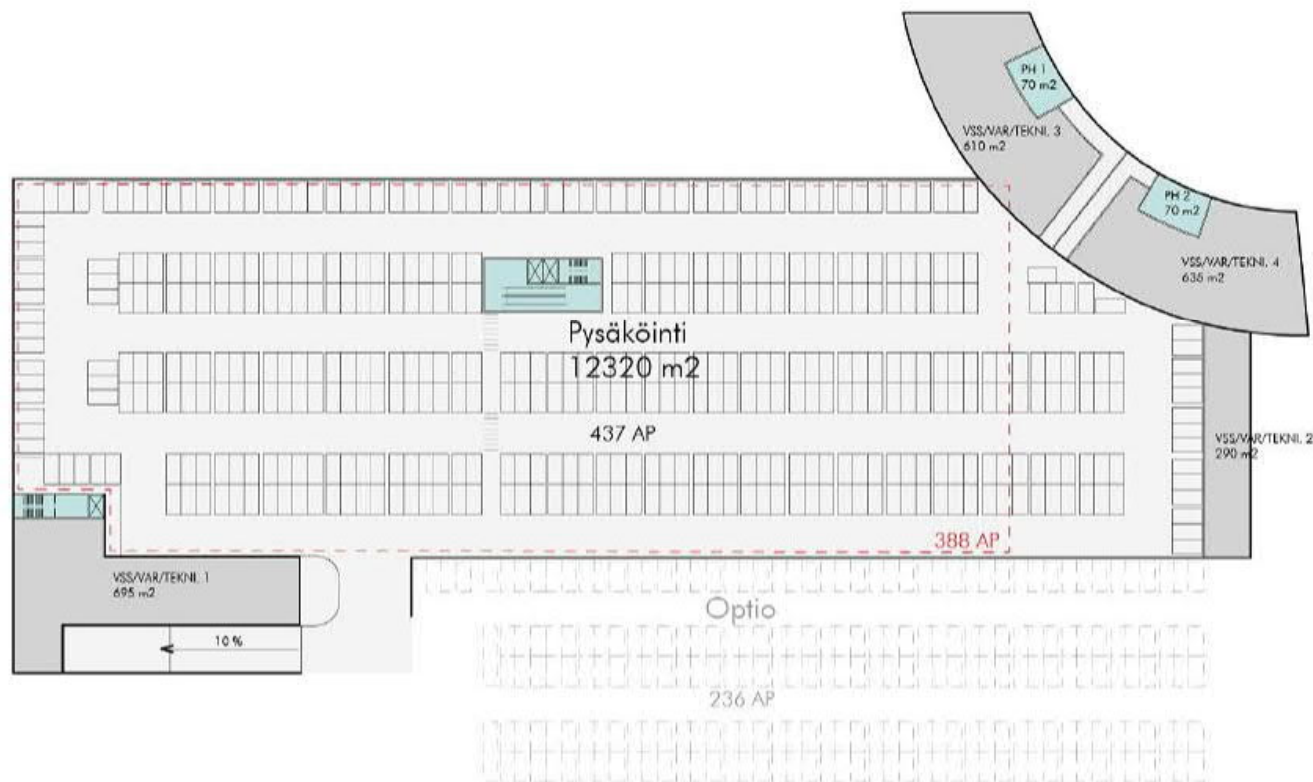 PH 1
70 m2
VSS/VAR/TEKNI. 3
610 m2
PH 2
70 m2
VSS/VAR/TEKNI. 4
635 m2
Pysäköinti
12320 m2
437 AP
VSS/VAR/TEKNI. 2
290 m2
388 AP
VSS/VAR/TEKNI. 1
695 m2
Optio
10 %
236 AP